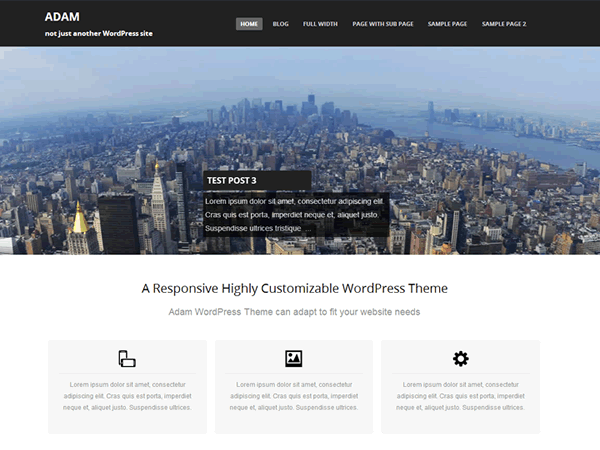 ADAM
not just another WordPress site
HOME BLOG FULL WIDTH PAGE WITH SUB PAGE SAMPLE PAGE SAMPLE PAGE 2
TEST POST 3
Lorem ipsum dolor sit amet, consectetur adipiscing elit.
Cras quis est porta, imperdiet neque et, aliquet justo.
Suspendisse ultrices tristique ...
A Responsive Highly Customizable WordPress Theme
Adam WordPress Theme can adapt to fit your website needs
Lorem ipsum dolor sit amet, consectetur
adipiscing elit. Cras quis est porta, imperdiet
neque et, aliquet justo. Suspendisse ultrices.
Lorem ipsum dolor sit amet, consectetur
adipiscing elit. Cras quis est porta, imperdiet
neque et, aliquet justo. Suspendisse ultrices.
Lorem ipsum dolor sit amet, consectetur
adipiscing elit. Cras quis est porta, imperdiet
neque et, aliquet justo. Suspendisse ultrices.